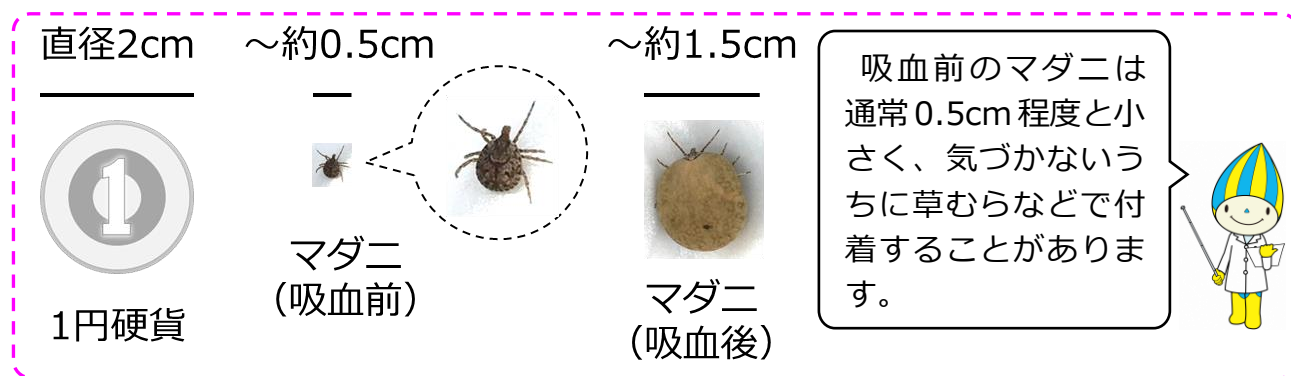 直径2cm
～約0.5cm
～約1.5cm
1
1円硬貨
マダニ
（吸血前）
マダニ
（吸血後）
吸血前のマダニは
通常0.5cm程度と小
さく、気づかないう
ちに草むらなどで付
着することがありま
す。